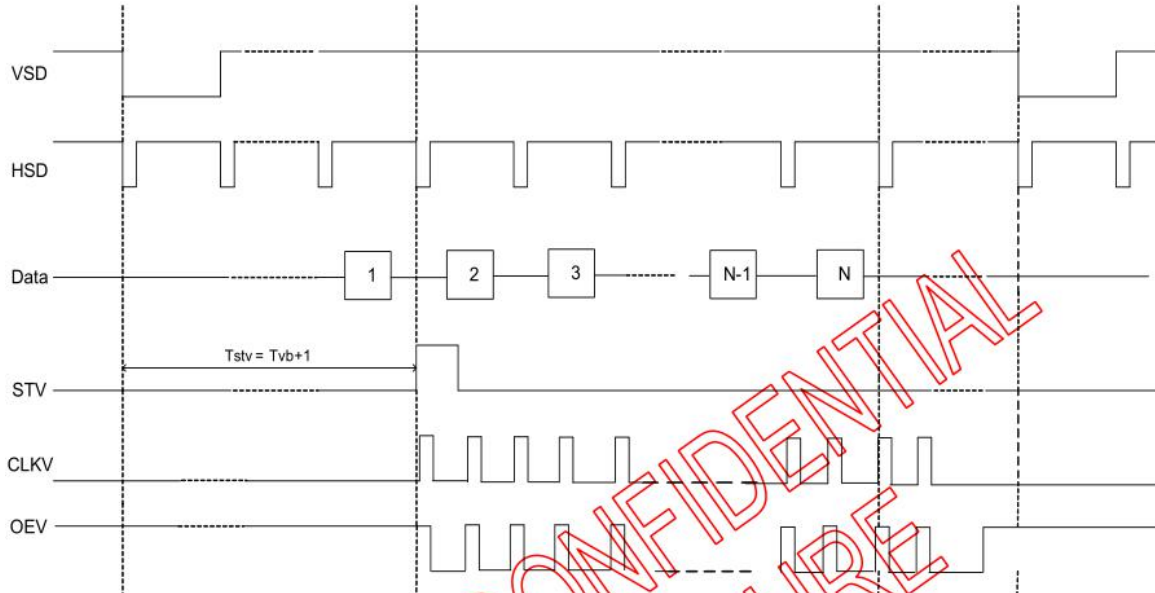 VSD
HSD
Data
1
2
3
N-1
N
Tstv = Tvb+1
STV
CLKV
OEV
CONFIDENTIAL